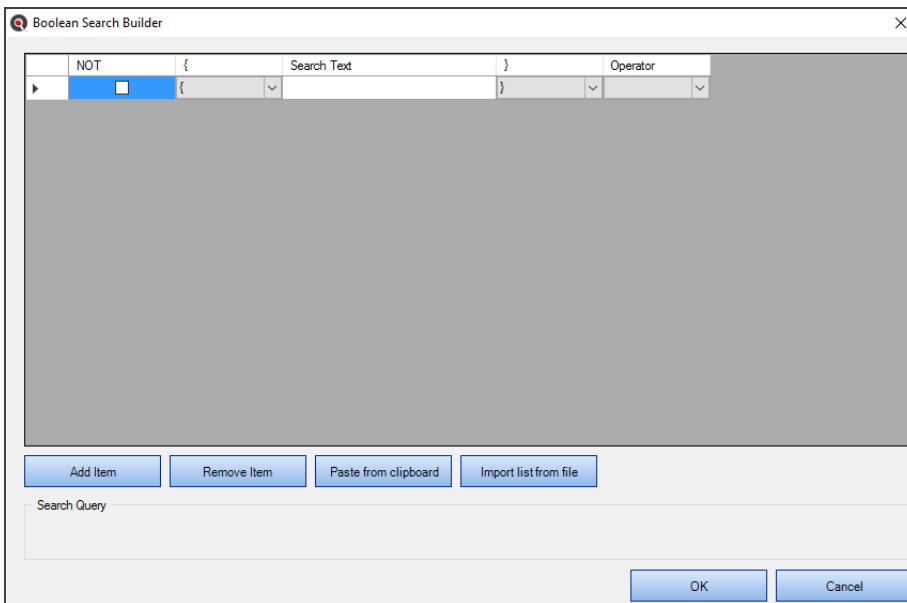 Boolean Search Builder
NOT { Search Text } Operator
{ }
Add Item Remove Item Paste from clipboard Import list from file
Search Query
OK Cancel